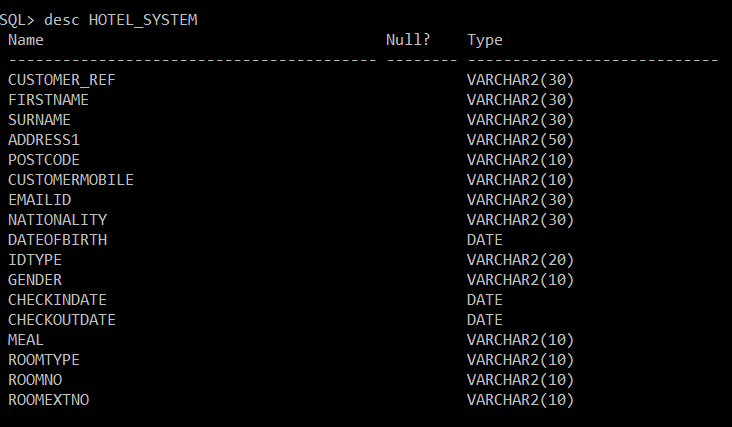 SQL> desc HOTEL_SYSTEM
Name Null? Type
----------------------------------------- -------- ----------------------------
CUSTOMER_REF VARCHAR2(30)
FIRSTNAME VARCHAR2(30)
SURNAME VARCHAR2(30)
ADDRESS1 VARCHAR2(50)
POSTCODE VARCHAR2(10)
CUSTOMERMOBILE VARCHAR2(10)
EMAILID VARCHAR2(30)
NATIONALITY VARCHAR2(30)
DATEOFBIRTH DATE
IDTYPE VARCHAR2(20)
GENDER VARCHAR2(10)
CHECKINDATE DATE
CHECKOUTDATE DATE
MEAL VARCHAR2(10)
ROOMTYPE VARCHAR2(10)
ROOMNO VARCHAR2(10)
ROOMEXTNO VARCHAR2(10)